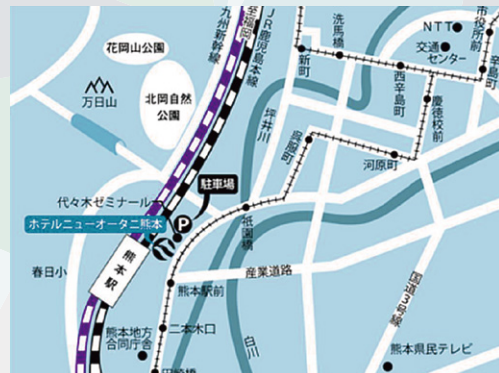 花岡山公園
万日山
北岡自然
公園
至福岡
九州新幹線
JR鹿児島本線
洗馬橋
新町
NTT
交通
センター
市役所前
辛島町
西辛島町
慶徳校前
坪井川
呉服町
河原町
駐車場
P
代々木ゼミナール
ホテルニューオータニ熊本
祇園橋
熊本駅
春日小
産業道路
熊本駅前
国道3号線
熊本地方
合同庁舎
二本木口
白川
熊本県民テレビ
田崎橋